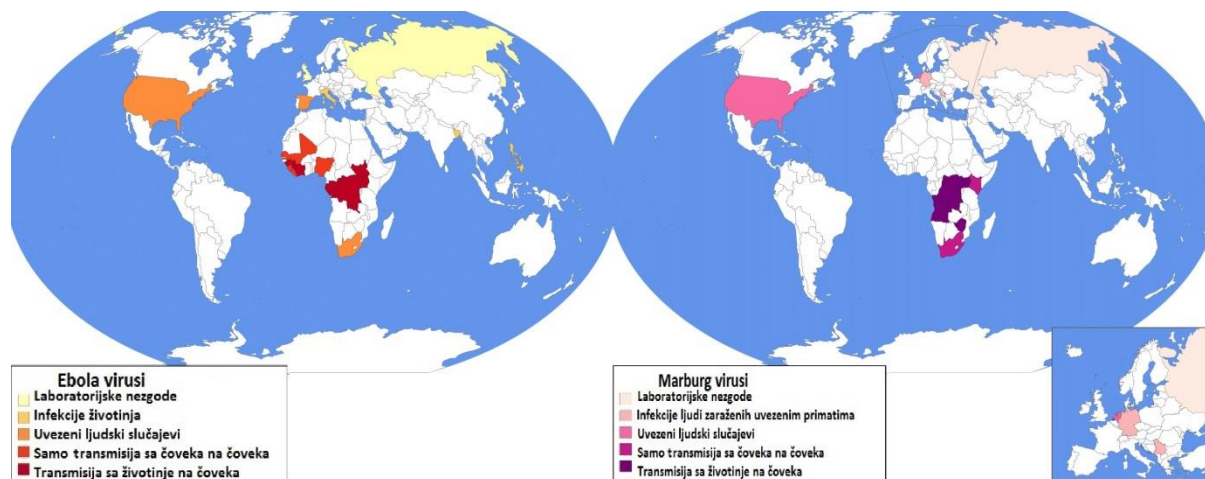 Ebola virusi
Laboratorijske nezgode
Infekcije životinja
Uvezeni ljudski slučajevi
Samo transmisija sa čoveka na čoveka
Transmisija sa životinje na čoveka
Marburg virusi
Laboratorijske nezgode
Infekcije ljudi zaraženih uvezenim primatima
Uvezeni ljudski slučajevi
Samo transmisija sa čoveka na čoveka
Transmisija sa životinje na čoveka